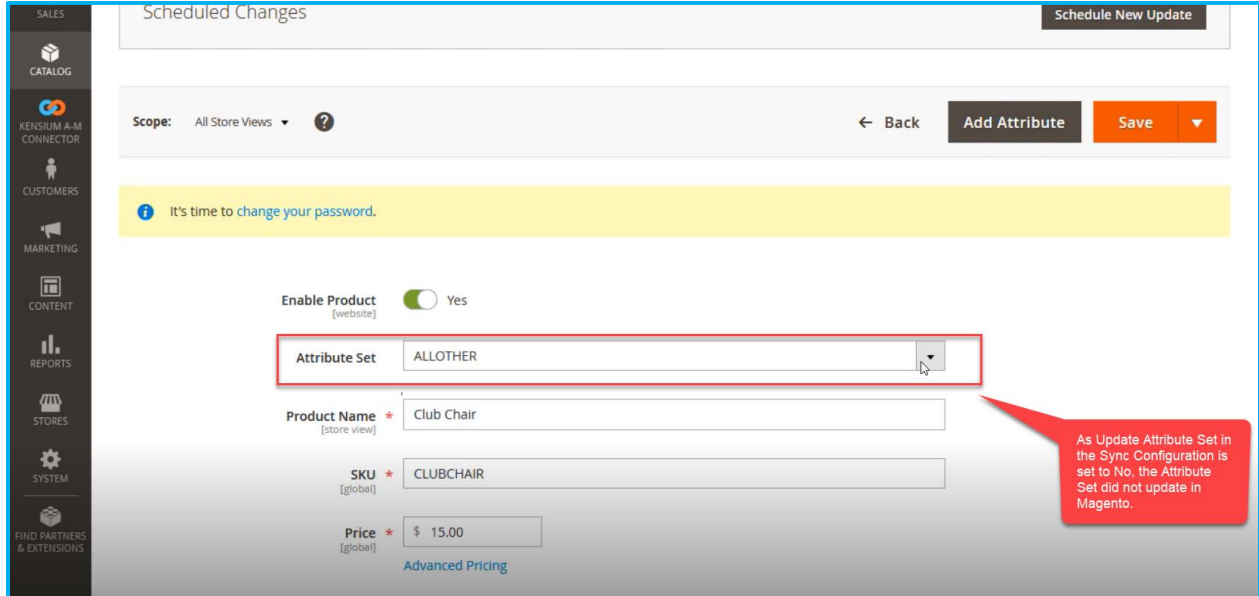 SALES
CATALOG
KENSIUM A-M
CONNECTOR
CUSTOMERS
MARKETING
CONTENT
REPORTS
STORES
SYSTEM
FIND PARTNERS
& EXTENSIONS
Scheduled Changes
Schedule New Update
Scope: All Store Views ?
← Back
Add Attribute
Save
It's time to change your password.
Enable Product Yes
[website]
Attribute Set ALLOTHER
Product Name * Club Chair
[store view]
SKU * CLUBCHAIR
[global]
Price * $ 15.00
[global]
Advanced Pricing
As Update Attribute Set in
the Sync Configuration is
set to No, the Attribute
Set did not update in
Magento.